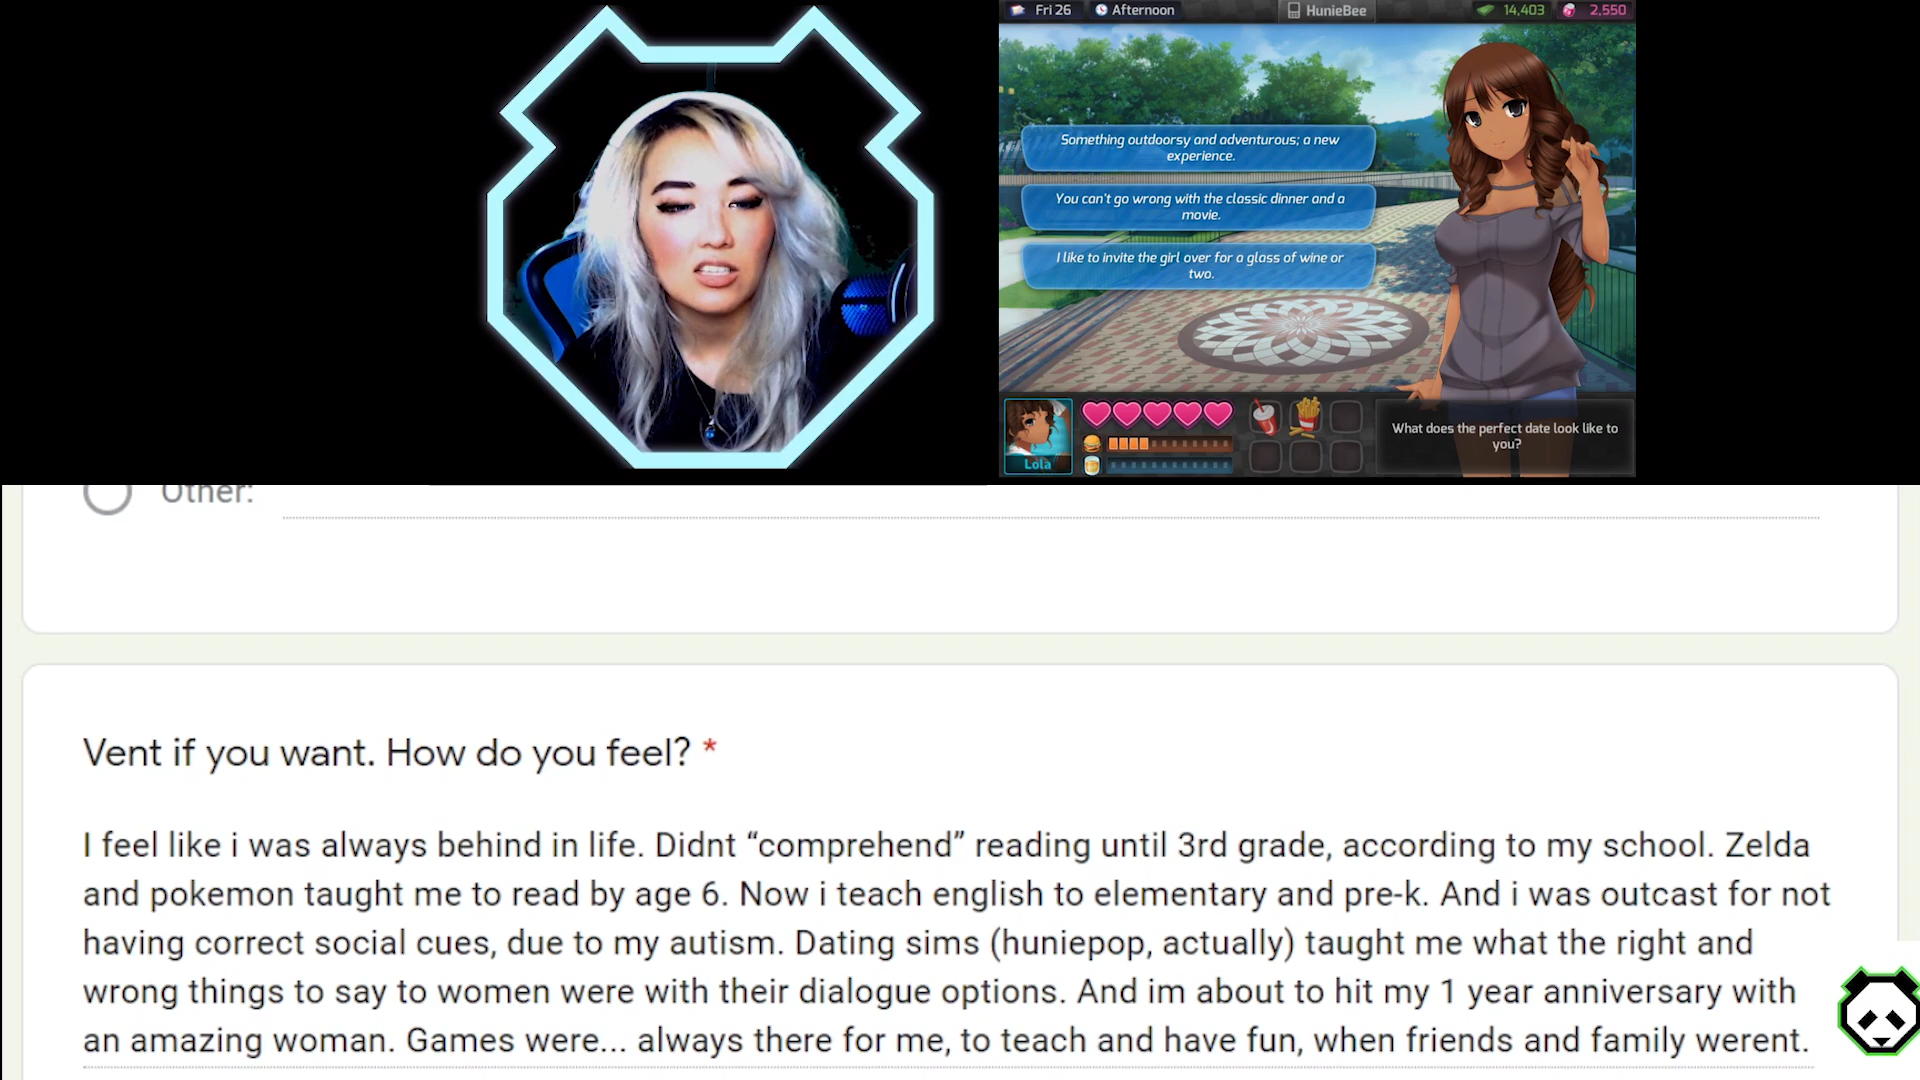 Fri 26
Afternoon
HunieBee
14,403
2,550
Something outdoorsy and adventurous; a new
experience.
You can't go wrong with the classic dinner and a
movie.
I like to invite the girl over for a glass of wine or
two.
Lola
What does the perfect date look like to
you?
Other:
Vent if you want. How do you feel? *
I feel like i was always behind in life. Didnt “comprehend” reading until 3rd grade, according to my school. Zelda
and pokemon taught me to read by age 6. Now i teach english to elementary and pre-k. And i was outcast for not
having correct social cues, due to my autism. Dating sims (huniepop, actually) taught me what the right and
wrong things to say to women were with their dialogue options. And im about to hit my 1 year anniversary with
an amazing woman. Games were... always there for me, to teach and have fun, when friends and family werent.